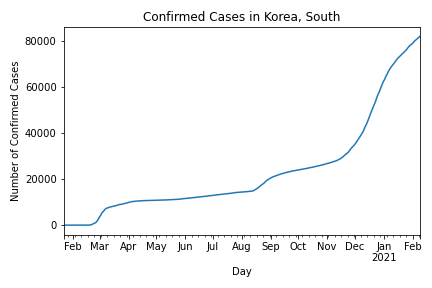 Confirmed Cases in Korea, South
Number of Confirmed Cases
80000
60000
40000
20000
0
Feb Mar Apr May Jun Jul Aug Sep Oct Nov Dec Jan Feb
2021
Day